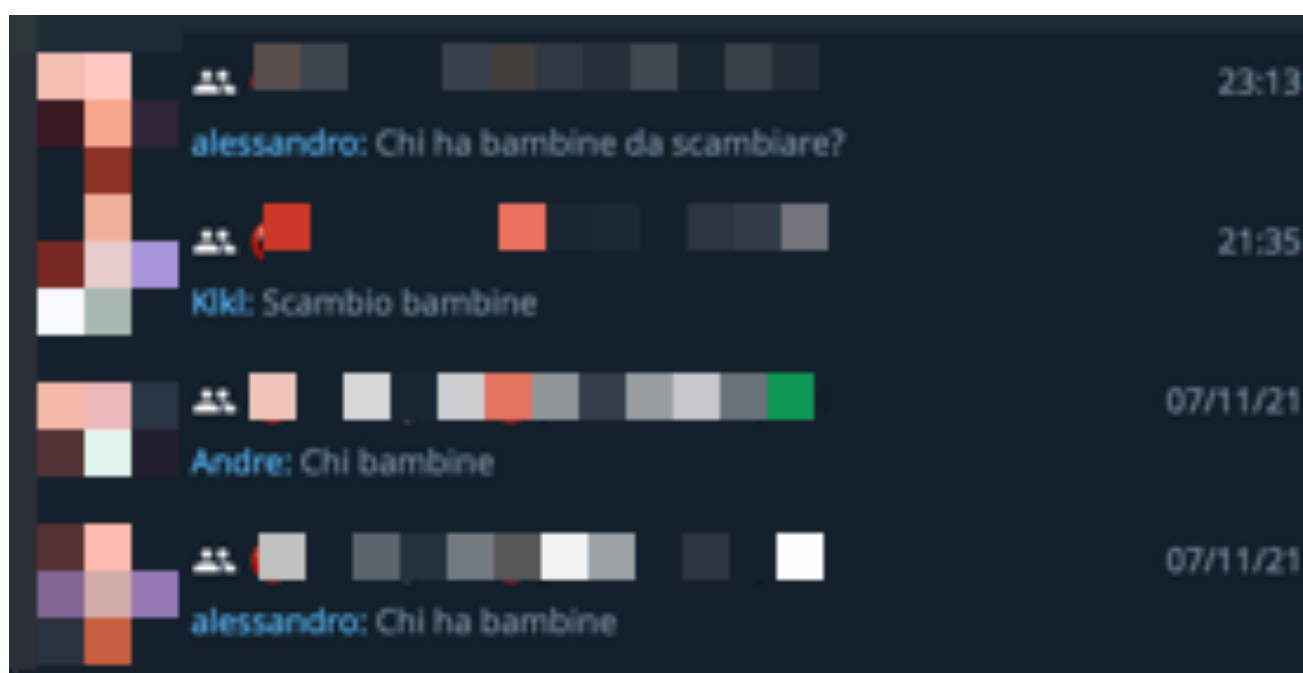 23:13
alessandro: Chi ha bambine da scambiare?
21:35
Klkl: Scambio bambine
07/11/21
Andre: Chi bambine
07/11/21
alessandro: Chi ha bambine